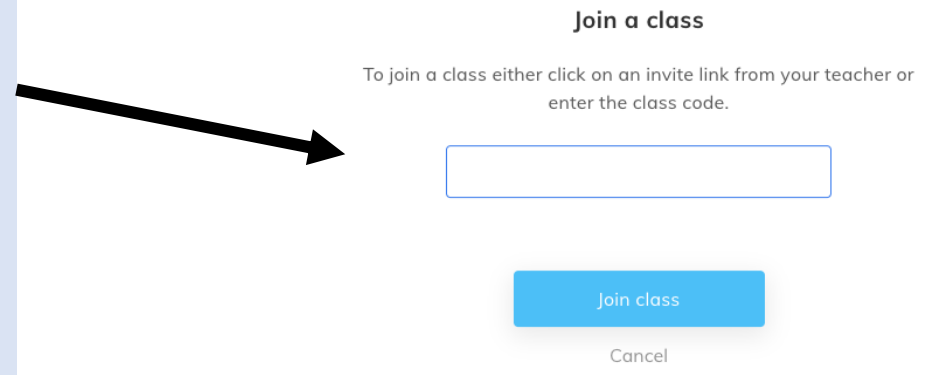 Join a class
To join a class either click on an invite link from your teacher or
enter the class code.
Join class
Cancel